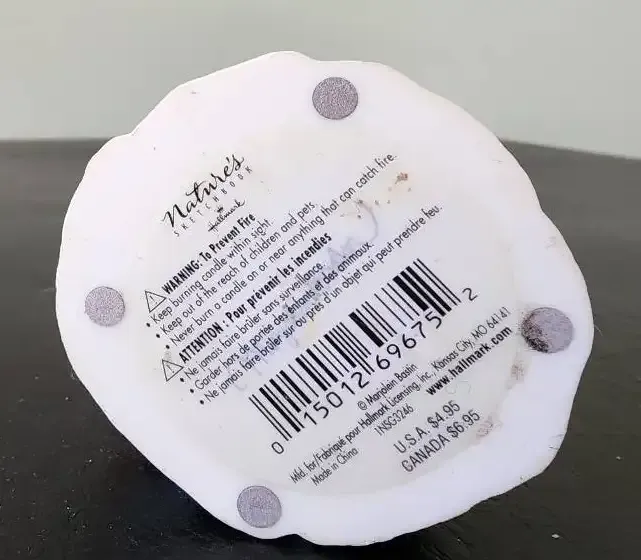 Nature's
SKETCHBOOK
Hallmark
WARNING: To Prevent Fire
• Keep burning candle within sight.
• Keep out of the reach of children and pets.
• Never burn a candle on or near anything that can catch fire.
ATTENTION : Pour prévenir les incendies
• Ne jamais faire brûler sans surveillance.
• Garder hors de portée des enfants et des animaux
• Ne jamais faire brûler sur ou près d'un objet qui peut prendre feu.
0 15012 69675 2
© Marjolein Bastin
Mfd. for/Fabriqué pour Hallmark Licensing, Inc., Kansas City, MO 64141
Made in China 1NSG3246 www.hallmark.com
U.S.A. $4.95
CANADA $6.95